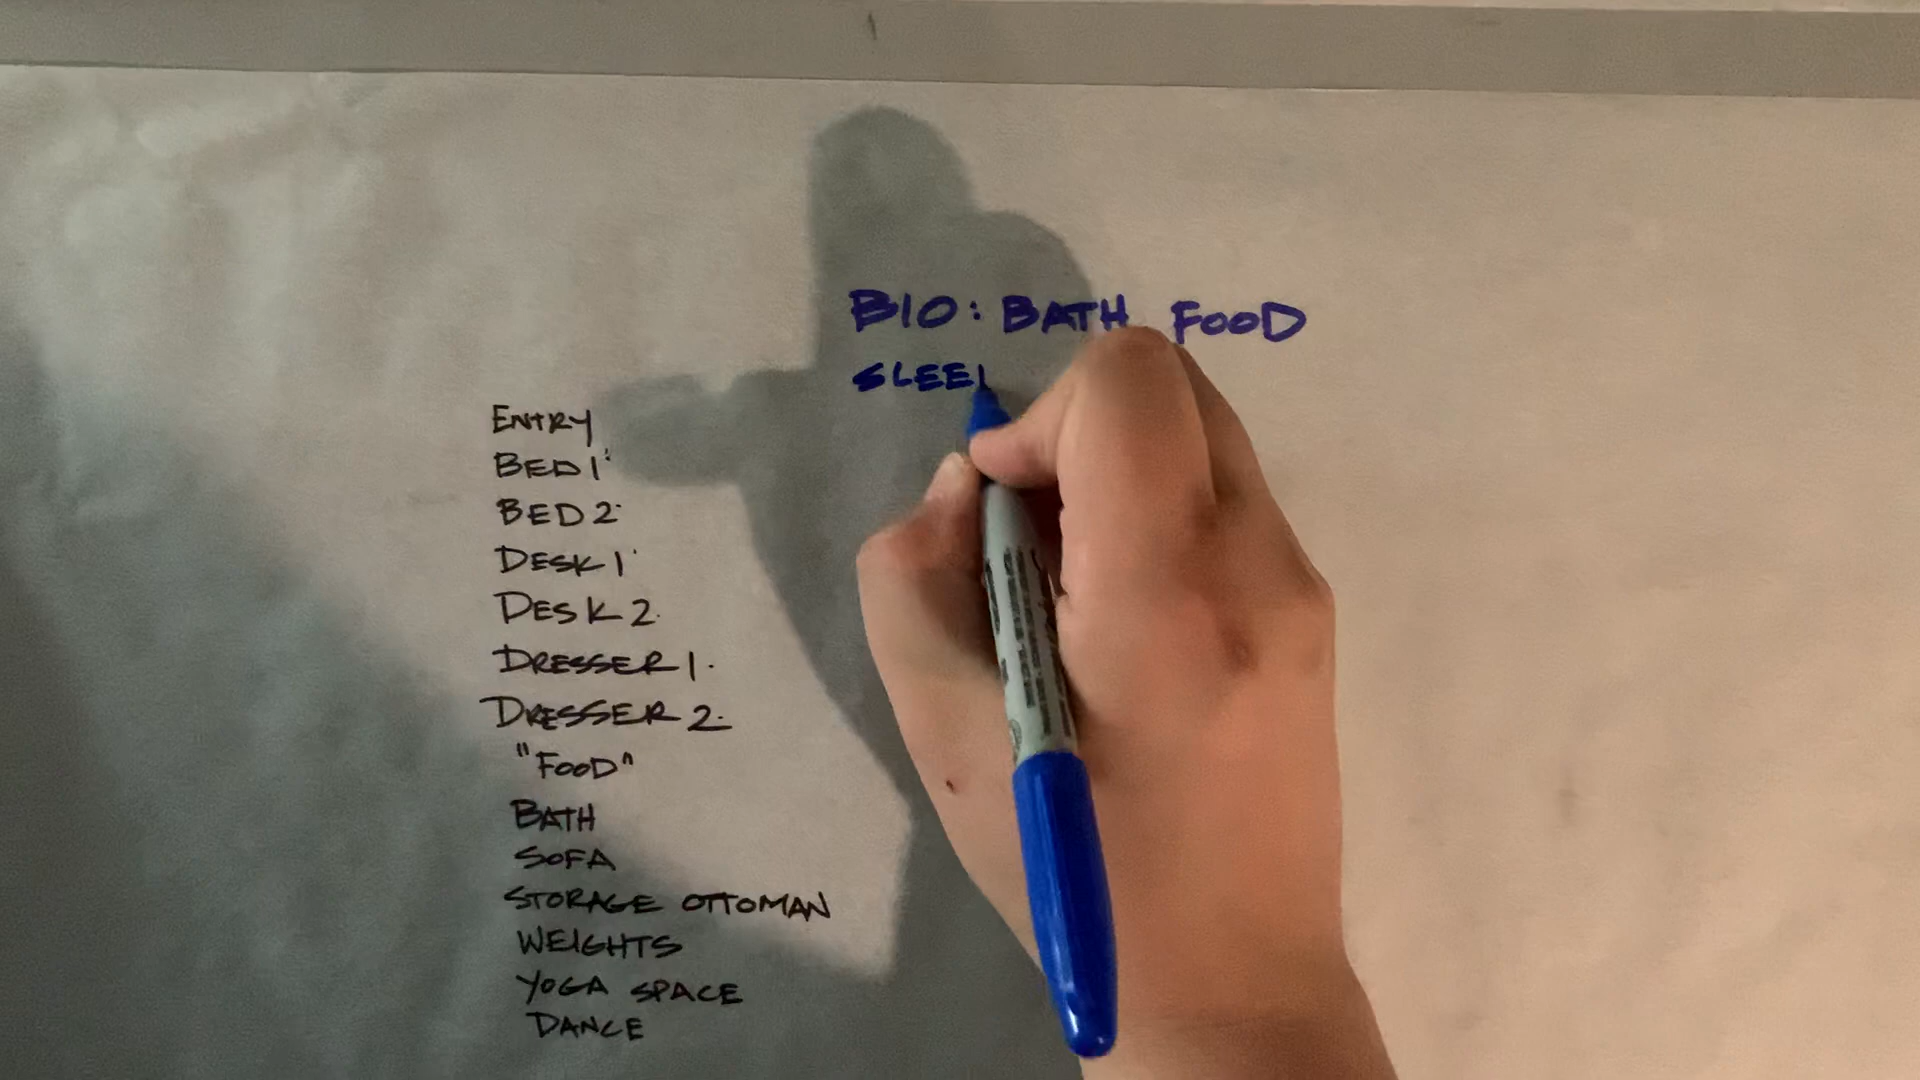 BIO: BATH FOOD
SLEE
ENTRY
BED 1
BED 2
DESK 1
DESK 2
DRESSER 1
DRESSER 2
"FOOD"
BATH
SOFA
STORAGE OTTOMAN
WEIGHTS
YOGA SPACE
DANCE